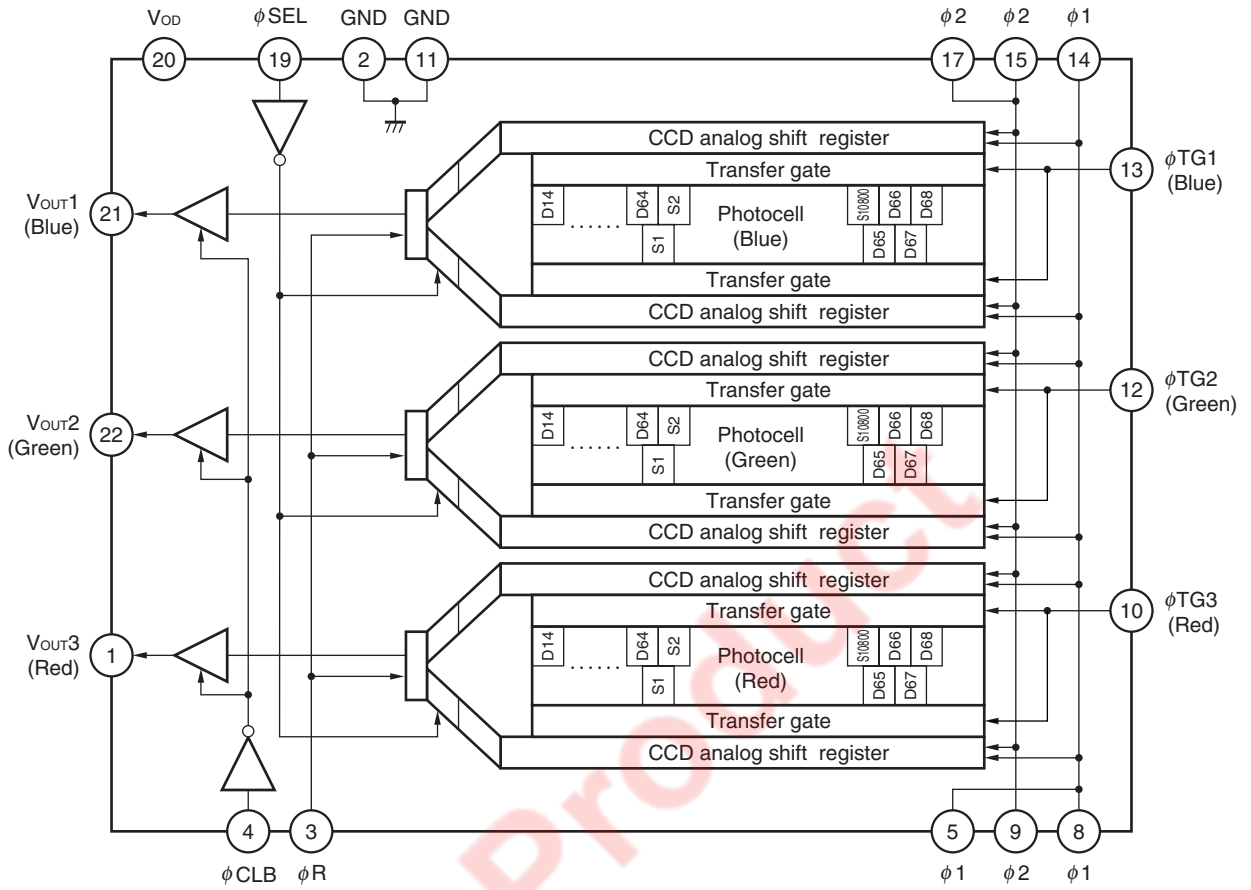 VOD φSEL GND GND φ2 φ2 φ1
20 19 2 11 17 15 14
CCD analog shift register
Transfer gate
13 φTG1
(Blue)
VOUT1
(Blue)
21
D14 ...... D64 S2 S10800 D66 D68
Photocell
(Blue)
S1 D65 D67
Transfer gate
CCD analog shift register
CCD analog shift register
Transfer gate
12 φTG2
(Green)
VOUT2
(Green)
22
D14 ...... D64 S2 S10800 D66 D68
Photocell
(Green)
S1 D65 D67
Transfer gate
CCD analog shift register
CCD analog shift register
Transfer gate
10 φTG3
(Red)
VOUT3
(Red)
1
D14 ...... D64 S2 S10800 D66 D68
Photocell
(Red)
S1 D65 D67
Transfer gate
CCD analog shift register
4 3 5 9 8
φCLB φR φ1 φ2 φ1
Product